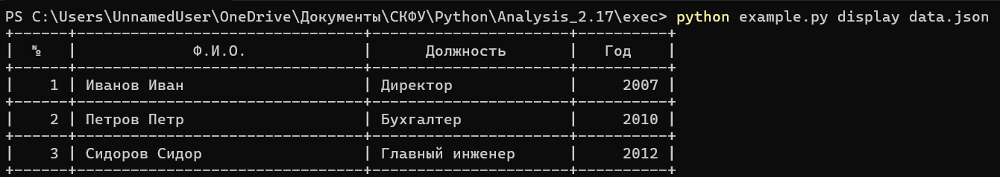 PS C:\Users\UnnamedUser\OneDrive\Документы\СКФУ\Python\Analysis_2.17\exec> python example.py display data.json
+------+--------------------------------+----------------------+----------+
|  №   |             Ф.И.О.             |      Должность       |   Год    |
+------+--------------------------------+----------------------+----------+
|    1 | Иванов Иван                    | Директор             |     2007 |
+------+--------------------------------+----------------------+----------+
|    2 | Петров Петр                    | Бухгалтер            |     2010 |
+------+--------------------------------+----------------------+----------+
|    3 | Сидоров Сидор                  | Главный инженер      |     2012 |
+------+--------------------------------+----------------------+----------+